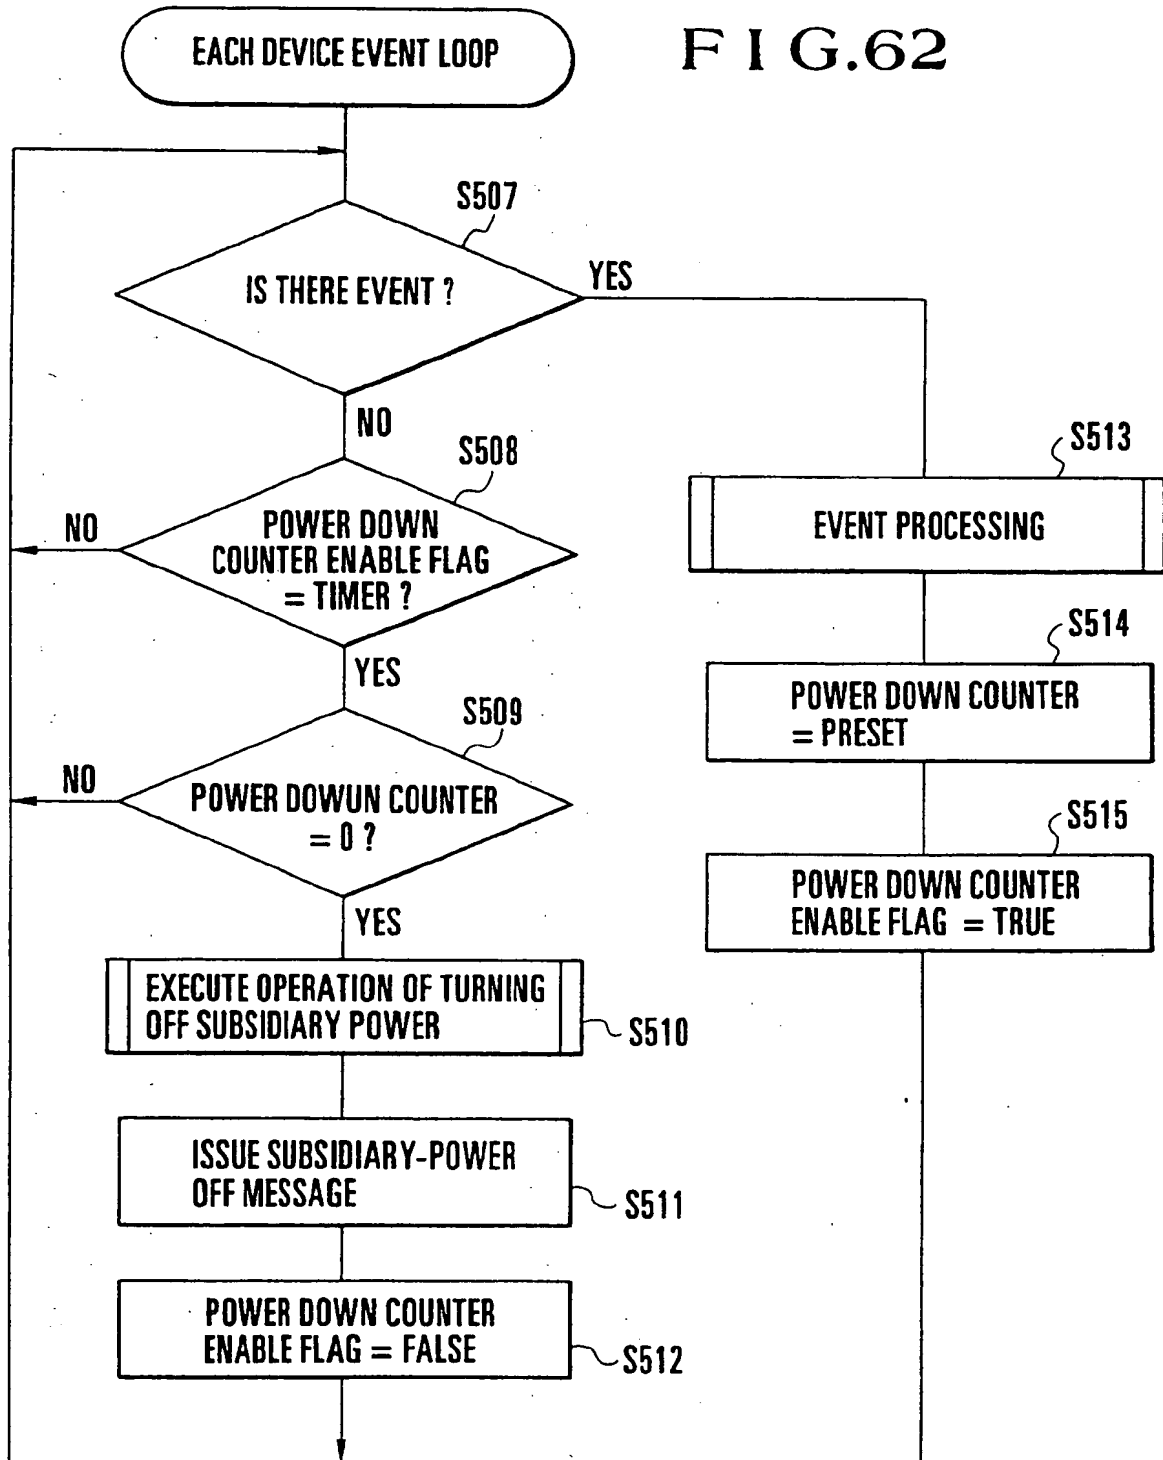 EACH DEVICE EVENT LOOP
FIG.62
S507
IS THERE EVENT ?
YES
NO
S508
POWER DOWN
COUNTER ENABLE FLAG
= TIMER ?
NO
YES
S509
POWER DOWUN COUNTER
= 0 ?
NO
YES
EXECUTE OPERATION OF TURNING
OFF SUBSIDIARY POWER
S510
ISSUE SUBSIDIARY-POWER
OFF MESSAGE
S511
POWER DOWN COUNTER
ENABLE FLAG = FALSE
S512
S513
EVENT PROCESSING
S514
POWER DOWN COUNTER
= PRESET
S515
POWER DOWN COUNTER
ENABLE FLAG = TRUE